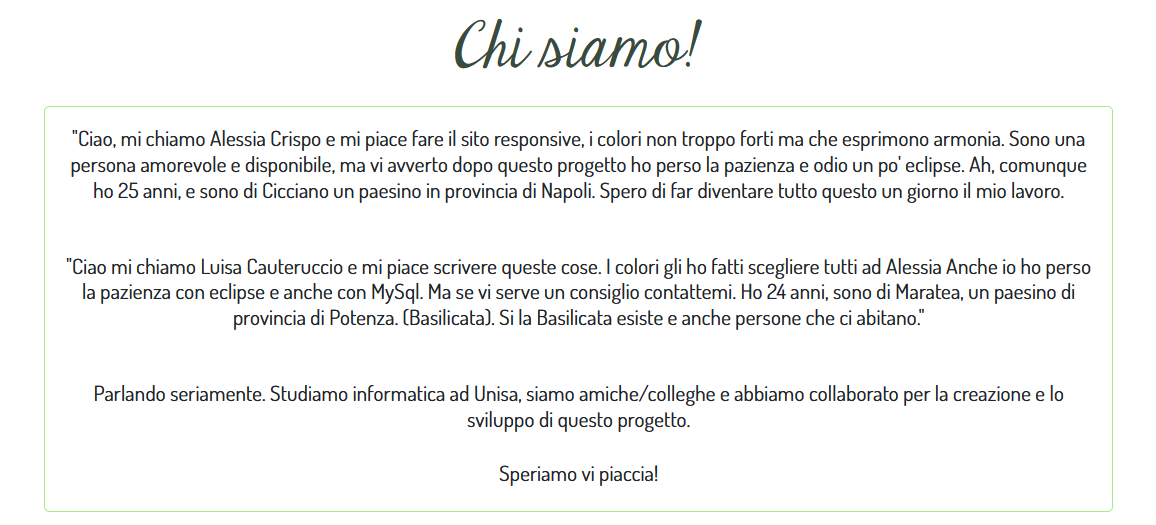 Chi siamo!
"Ciao, mi chiamo Alessia Crispo e mi piace fare il sito responsive, i colori non troppo forti ma che esprimono armonia. Sono una
persona amorevole e disponibile, ma vi avverto dopo questo progetto ho perso la pazienza e odio un po' eclipse. Ah, comunque
ho 25 anni, e sono di Cicciano un paesino in provincia di Napoli. Spero di far diventare tutto questo un giorno il mio lavoro.
"Ciao mi chiamo Luisa Cauteruccio e mi piace scrivere queste cose. I colori gli ho fatti scegliere tutti ad Alessia Anche io ho perso
la pazienza con eclipse e anche con MySql. Ma se vi serve un consiglio contattemi. Ho 24 anni, sono di Maratea, un paesino di
provincia di Potenza. (Basilicata). Si la Basilicata esiste e anche persone che ci abitano."
Parlando seriamente. Studiamo informatica ad Unisa, siamo amiche/colleghe e abbiamo collaborato per la creazione e lo
sviluppo di questo progetto.
Speriamo vi piaccia!